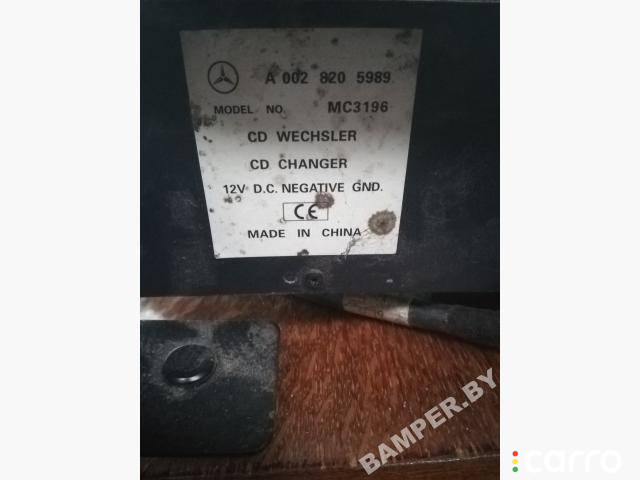 A 002 820 5989
MODEL NO. MC3196
CD WECHSLER
CD CHANGER
12V D.C. NEGATIVE GND.
CE
MADE IN CHINA
BAMPER.BY
carro